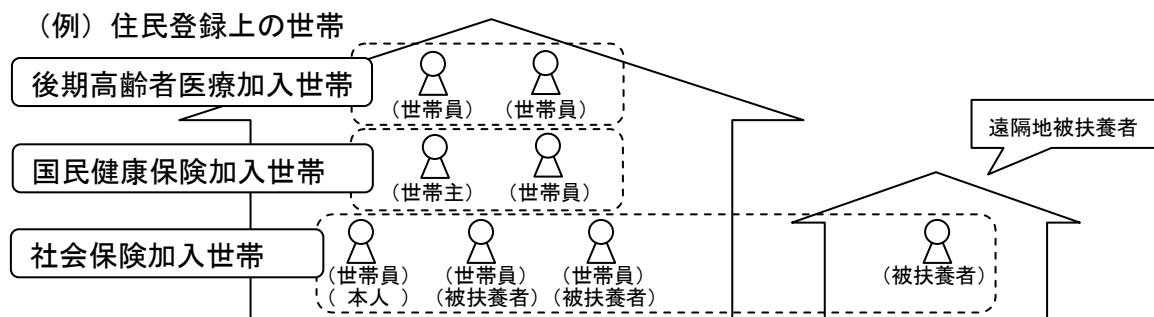 （例）住民登録上の世帯
後期高齢者医療加入世帯
（世帯員） （世帯員）
遠隔地被扶養者
国民健康保険加入世帯
（世帯主） （世帯員）
社会保険加入世帯
（世帯員） （世帯員） （世帯員） （被扶養者）
（ 本人 ） （被扶養者） （被扶養者）